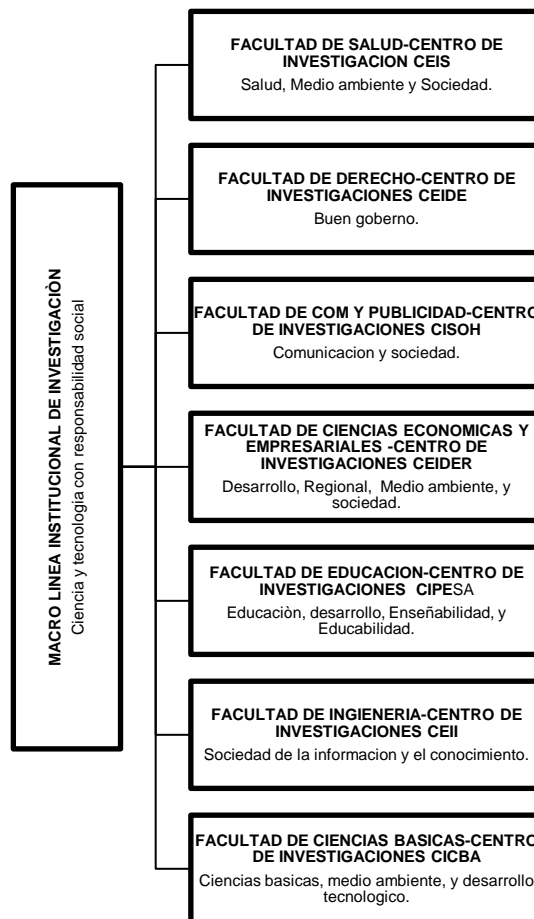 MACRO LINEA INSTITUCIONAL DE INVESTIGACIÒN
Ciencia y tecnologia con responsabilidad social
FACULTAD DE SALUD-CENTRO DE
INVESTIGACION CEIS
Salud, Medio ambiente y Sociedad.
FACULTAD DE DERECHO-CENTRO DE
INVESTIGACIONES CEIDE
Buen goberno.
FACULTAD DE COM Y PUBLICIDAD-CENTRO
DE INVESTIGACIONES CISOH
Comunicacion y sociedad.
FACULTAD DE CIENCIAS ECONOMICAS Y
EMPRESARIALES -CENTRO DE
INVESTIGACIONES CEIDER
Desarrollo, Regional, Medio ambiente, y
sociedad.
FACULTAD DE EDUCACION-CENTRO DE
INVESTIGACIONES CIPESA
Educaciòn, desarrollo, Enseñabilidad, y
Educabilidad.
FACULTAD DE INGIENERIA-CENTRO DE
INVESTIGACIONES CEII
Sociedad de la informacion y el conocimiento.
FACULTAD DE CIENCIAS BASICAS-CENTRO
DE INVESTIGACIONES CICBA
Ciencias basicas, medio ambiente, y desarrollo
tecnologico.